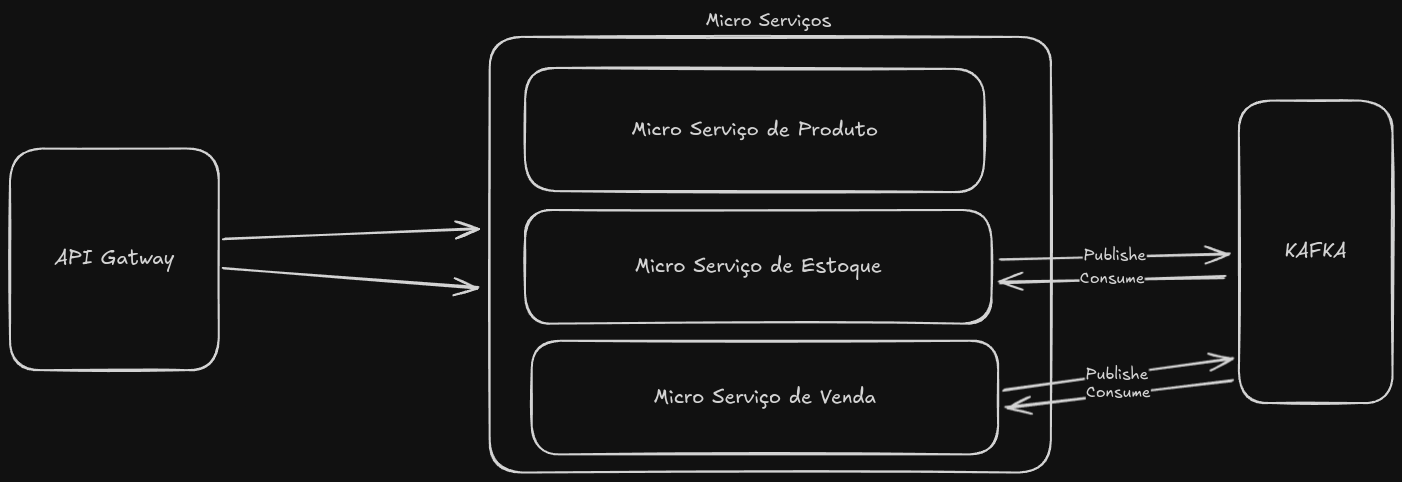 Micro Serviços
Micro Serviço de Produto
API Gatway
Micro Serviço de Estoque
Publishe
Consume
KAFKA
Micro Serviço de Venda
Publishe
Consume